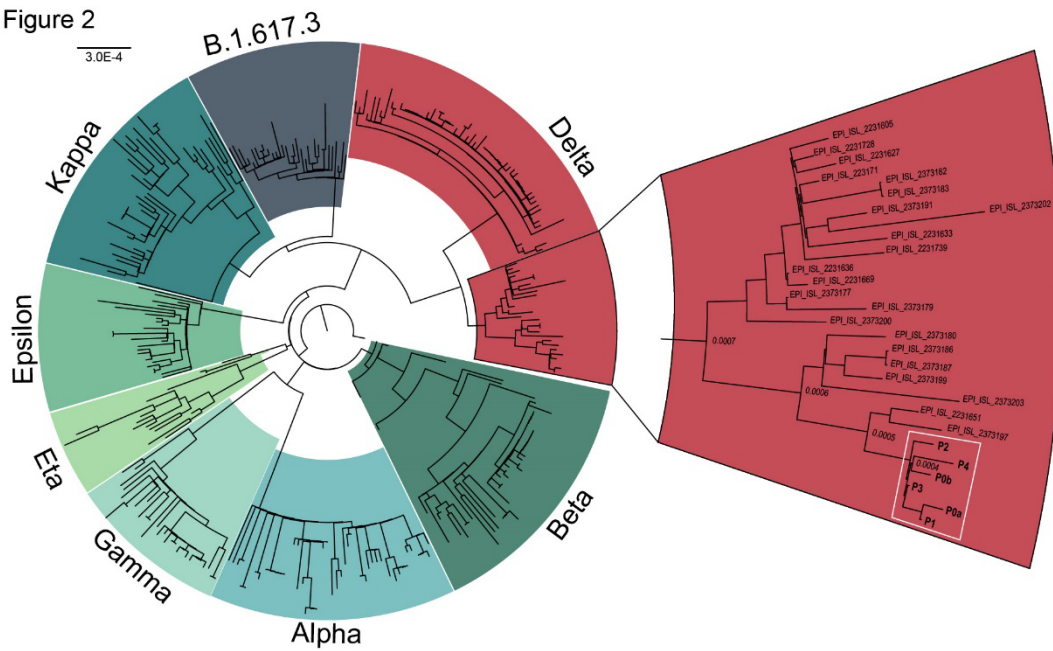 Figure 2
3.0E-4
B.1.617.3
Delta
Kappa
Epsilon
Eta
Gamma
Alpha
Beta
EPI_ISL_2231605
EPI_ISL_2231728
EPI_ISL_2231627
EPI_ISL_223171
EPI_ISL_2373182
EPI_ISL_2373183
EPI_ISL_2373191
EPI_ISL_2373202
EPI_ISL_2231633
EPI_ISL_2231739
EPI_ISL_2231636
EPI_ISL_2231669
EPI_ISL_2373177
EPI_ISL_2373179
EPI_ISL_2373200
0.0007
EPI_ISL_2373180
EPI_ISL_2373186
EPI_ISL_2373187
EPI_ISL_2373199
0.0006
EPI_ISL_2373203
EPI_ISL_2231651
EPI_ISL_2373197
0.0005
P2
P4
0.0004
P0b
P3
P0a
P1